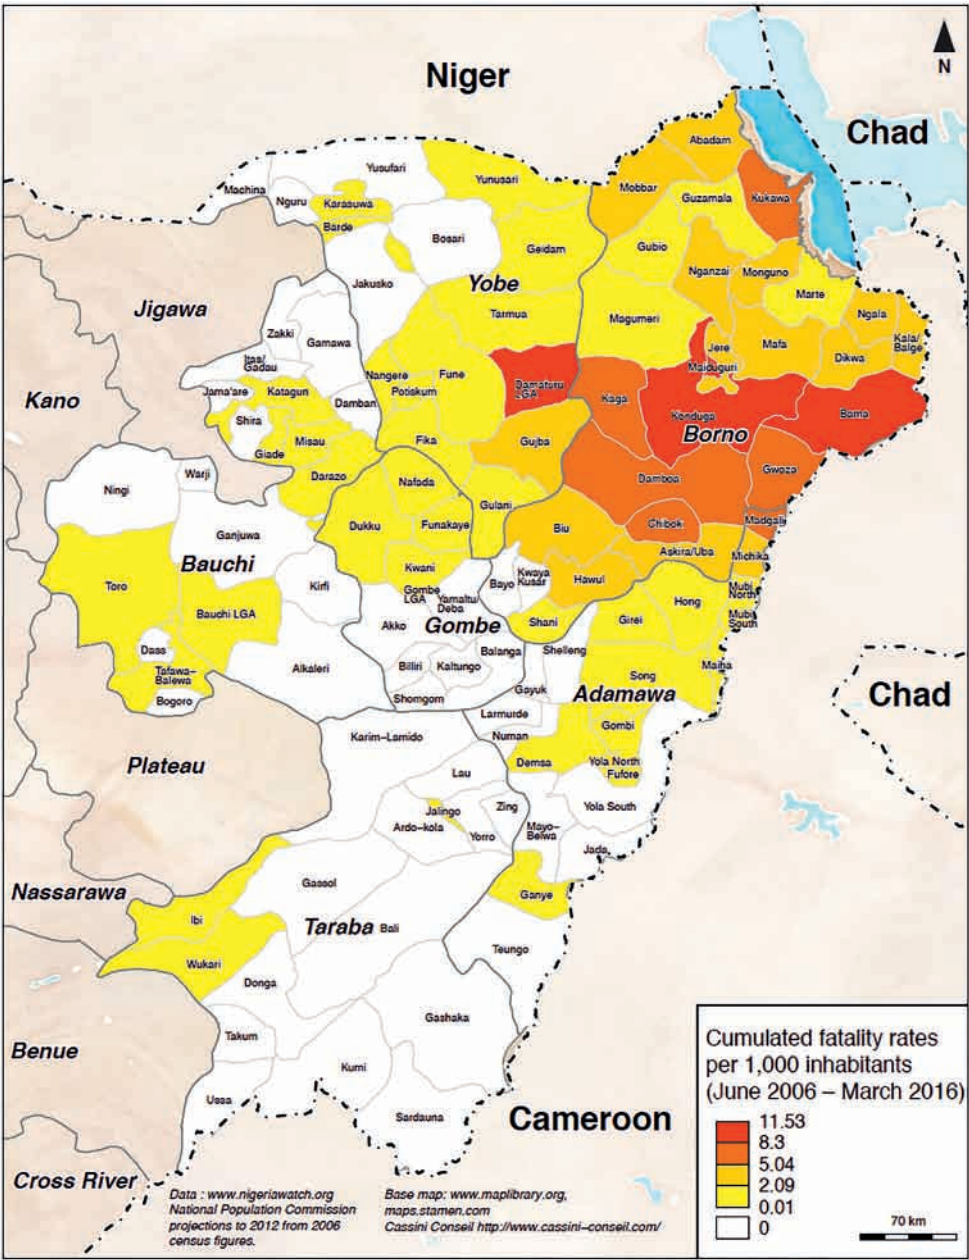 N
Niger
Chad
Abadam
Yusufari
Yunusari
Mobbar
Kukawa
Machina
Nguru
Karasuwa
Guzamala
Barde
Bosari
Geidam
Gubio
Nganzai
Monguno
Jakusko
Yobe
Marte
Jigawa
Tarmua
Magumeri
Ngala
Zakki
Gamawa
Jere
Mafa
Kala/
Balge
Itas/
Gadau
Dikwa
Maiduguri
Nangere
Fune
Kano
Jama'are
Katagun
Potiskum
Damaturu
LGA
Damban
Kaga
Konduga
Bama
Shira
Borno
Misau
Fika
Gujba
Giade
Gwoza
Ningi
Warji
Darazo
Nafada
Damboa
Gulani
Dukku
Funakaye
Biu
Chibok
Madgali
Ganjuwa
Askira/Uba
Michika
Bauchi
Kwani
Toro
Kirfi
Bayo
Kwaya
Kusar
Hawul
Gombe
LGA
Yamaltu/
Deba
Mubi
North
Bauchi LGA
Hong
Akko
Gombe
Shani
Girei
Mubi
South
Dass
Balanga
Shelleng
Billiri
Kaltungo
Maiha
Tafawa–
Balewa
Alkaleri
Song
Chad
Bogoro
Shomgom
Gayuk
Adamawa
Larmurde
Gombi
Karim–Lamido
Numan
Plateau
Demsa
Yola North
Fufore
Lau
Jalingo
Zing
Yola South
Ardo–kola
Yorro
Mayo–
Belwa
Jada
Nassarawa
Gassol
Ganye
Ibi
Taraba
Bali
Teungo
Wukari
Donga
Gashaka
Takum
Benue
Kumi
Ussa
Sardauna
Cameroon
Cross River
Cumulated fatality rates
per 1,000 inhabitants
(June 2006 – March 2016)
11.53
8.3
5.04
2.09
0.01
0
70 km
Data : www.nigeriawatch.org
National Population Commission
projections to 2012 from 2006
census figures.
Base map: www.maplibrary.org,
maps.stamen.com
Cassini Conseil http://www.cassini–conseil.com/